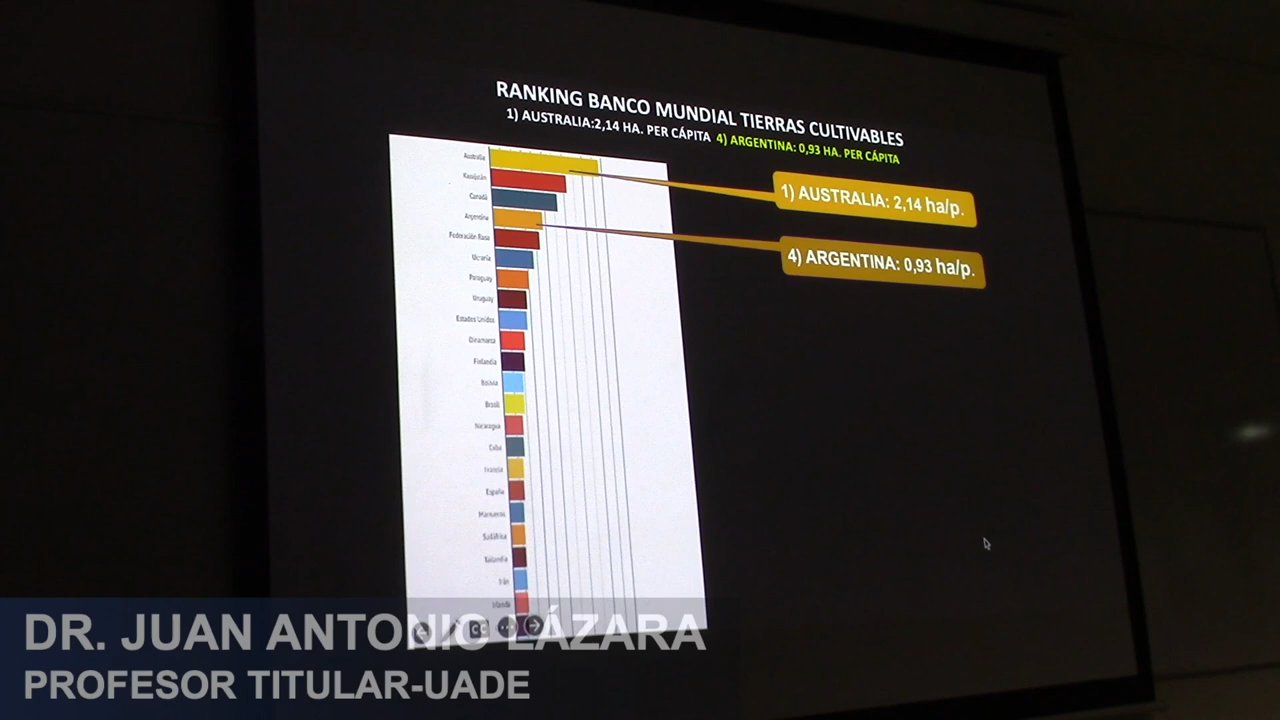 RANKING BANCO MUNDIAL TIERRAS CULTIVABLES
1) AUSTRALIA:2,14 HA. PER CÁPITA 4) ARGENTINA: 0,93 HA. PER CÁPITA
Australia
Kazajistán
Canadá
Argentina
Federación Rusa
Ucrania
Paraguay
Uruguay
Estados Unidos
Dinamarca
Finlandia
Bolivia
Brasil
Nicaragua
Cuba
Francia
España
Marruecos
Sudáfrica
Tailandia
Irán
Irlanda
1) AUSTRALIA: 2,14 ha/p.
4) ARGENTINA: 0,93 ha/p.
DR. JUAN ANTONIO LÁZARA
PROFESOR TITULAR-UADE